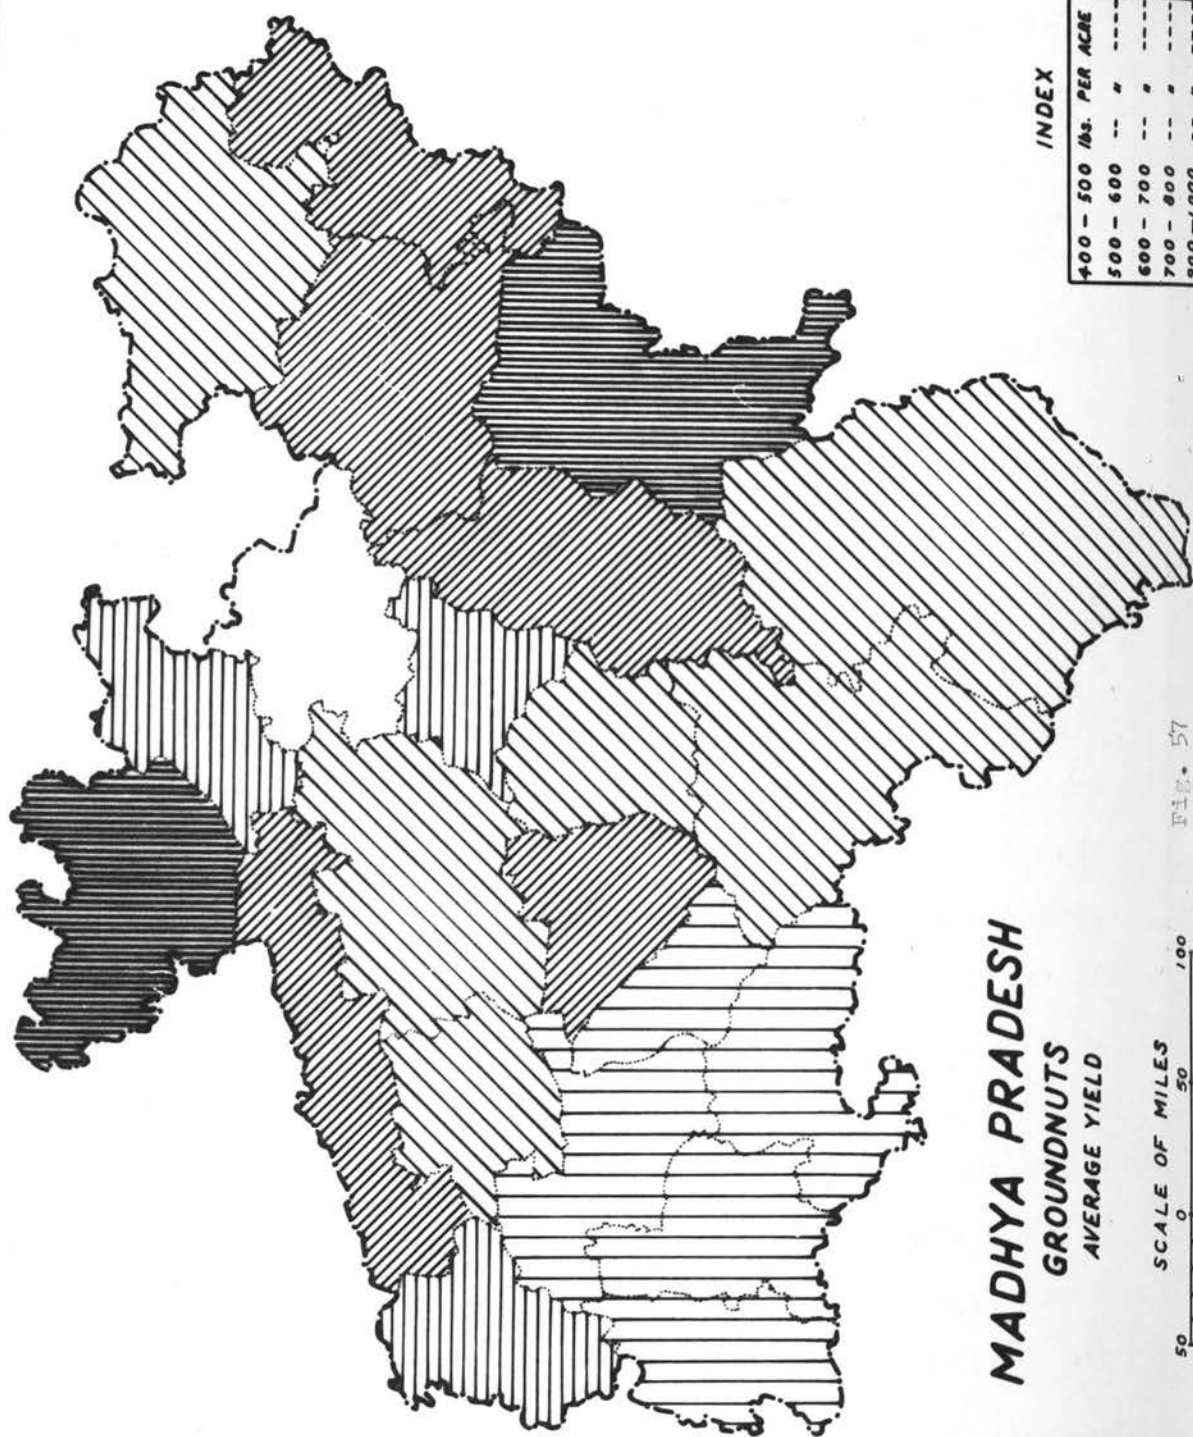 MADHYA PRADESH
GROUNDNUTS
AVERAGE YIELD
SCALE OF MILES
50 0 50 100
INDEX
400 – 500 lbs. PER ACRE ----
500 – 600 -- " ----
600 – 700 -- " ----
700 – 800 -- " ----
Fig. 57